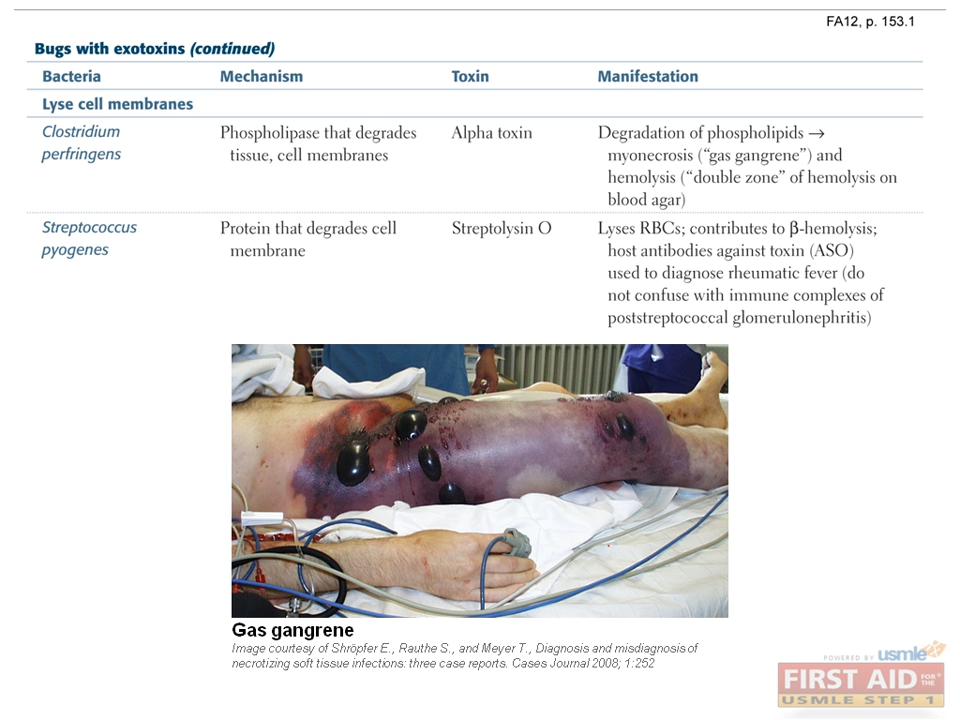 FA12, p. 153.1
Bugs with exotoxins (continued)
Bacteria Mechanism Toxin Manifestation
Lyse cell membranes
Clostridium perfringens
Phospholipase that degrades
tissue, cell membranes
Alpha toxin
Degradation of phospholipids →
myonecrosis (“gas gangrene”) and
hemolysis (“double zone” of hemolysis on
blood agar)
Streptococcus
pyogenes
Protein that degrades cell
membrane
Streptolysin O
Lyses RBCs; contributes to β-hemolysis;
host antibodies against toxin (ASO)
used to diagnose rheumatic fever (do
not confuse with immune complexes of
poststreptococcal glomerulonephritis)
Gas gangrene
Image courtesy of Shröpfer E., Rauthe S., and Meyer T., Diagnosis and misdiagnosis of
necrotizing soft tissue infections: three case reports. Cases Journal 2008; 1:252
POWERED BY usmle
FIRST AID FOR THE
USMLE STEP 1